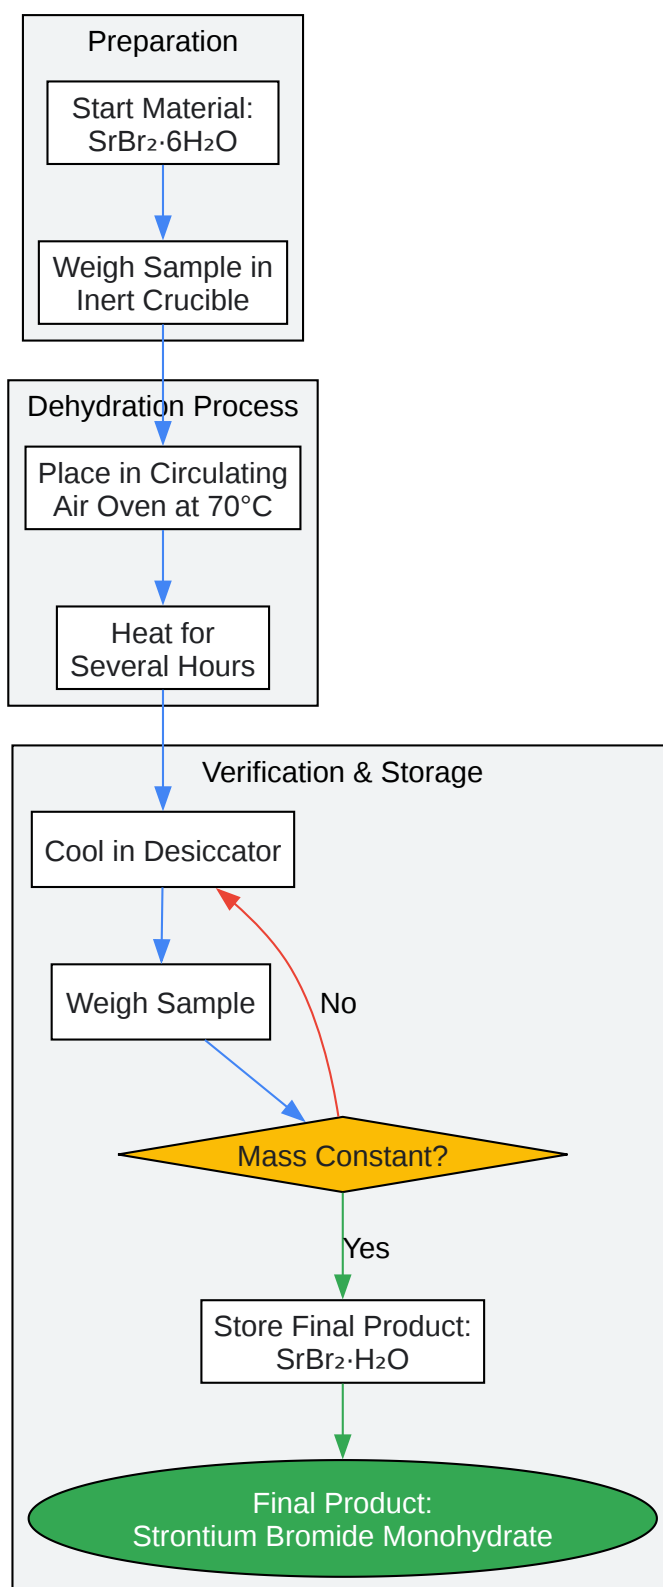 Preparation
Start Material:
SrBr₂·6H₂O
Weigh Sample in
Inert Crucible
Dehydration Process
Place in Circulating
Air Oven at 70°C
Heat for
Several Hours
Verification & Storage
Cool in Desiccator
Weigh Sample
No
Mass Constant?
Yes
Store Final Product:
SrBr₂·H₂O
Final Product:
Strontium Bromide Monohydrate